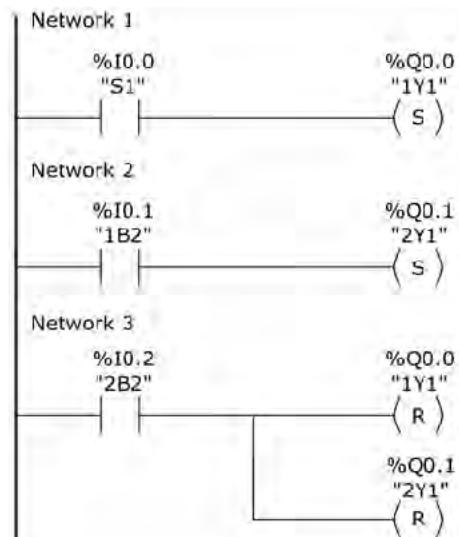 Network 1
%I0.0 %Q0.0
"S1" "1Y1"
S
Network 2
%I0.1 %Q0.1
"1B2" "2Y1"
S
Network 3
%I0.2 %Q0.0
"2B2" "1Y1"
R
%Q0.1
"2Y1"
R